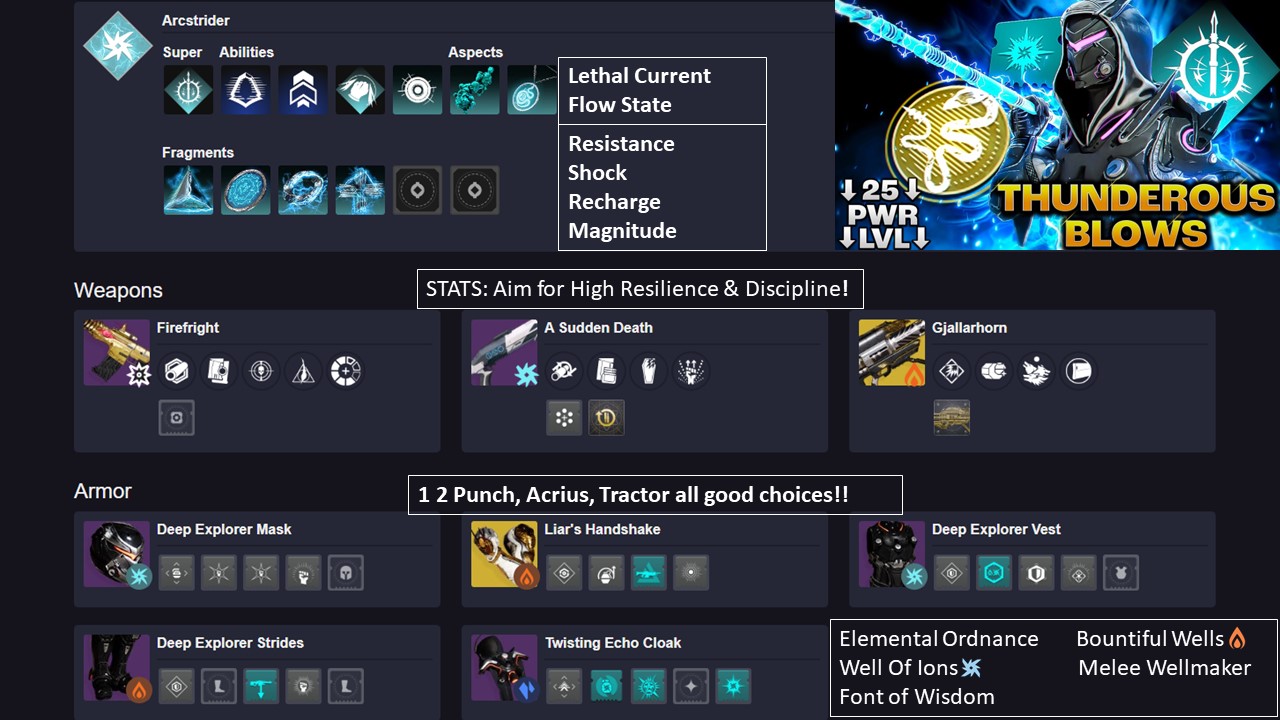 Arcstrider
Super Abilities Aspects
Lethal Current
Flow State
Fragments
Resistance
Shock
Recharge
Magnitude
25
PWR
LVL
THUNDEROUS
BLOWS
Weapons
STATS: Aim for High Resilience & Discipline!
Firefright
A Sudden Death
Gjallarhorn
Armor
1 2 Punch, Acrius, Tractor all good choices!!
Deep Explorer Mask
Liar's Handshake
Deep Explorer Vest
Deep Explorer Strides
Twisting Echo Cloak
Elemental Ordnance Bountiful Wells
Well Of Ions Melee Wellmaker
Font of Wisdom